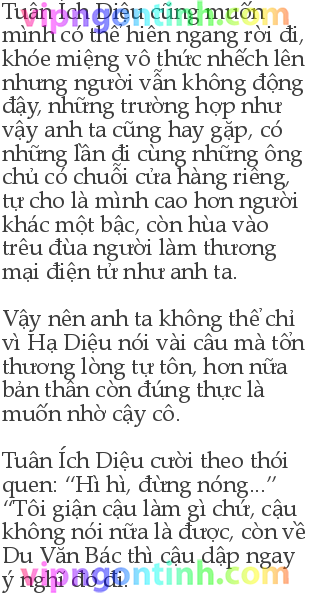 Tuân Ích Diệu cũng muốn
mình có thể hiên ngang rời đi,
khóe miệng vô thức nhếch lên
nhưng người vẫn không động
đậy, những trường hợp như
vậy anh ta cũng hay gặp, có
những lần đi cùng những ông
chủ có chuỗi cửa hàng riêng,
tự cho là mình cao hơn người
khác một bậc, còn hùa vào
trêu đùa người làm thương
mại điện tử như anh ta.

Vậy nên anh ta không thể chỉ
vì Hạ Diệu nói vài câu mà tổn
thương lòng tự tôn, hơn nữa
bản thân còn đúng thực là
muốn nhờ cậy cô.

Tuân Ích Diệu cười theo thói
quen: “Hì hì, đừng nóng...”
“Tôi giận cậu làm gì chứ, cậu
không nói nữa là được, còn về
Du Văn Bác thì cậu dập ngay
ý nghĩ đó đi.
vipngontinh.com
vipngontinh.com